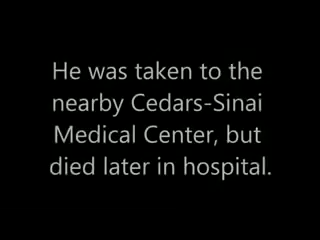 He was taken to the
nearby Cedars-Sinai
Medical Center, but
died later in hospital.